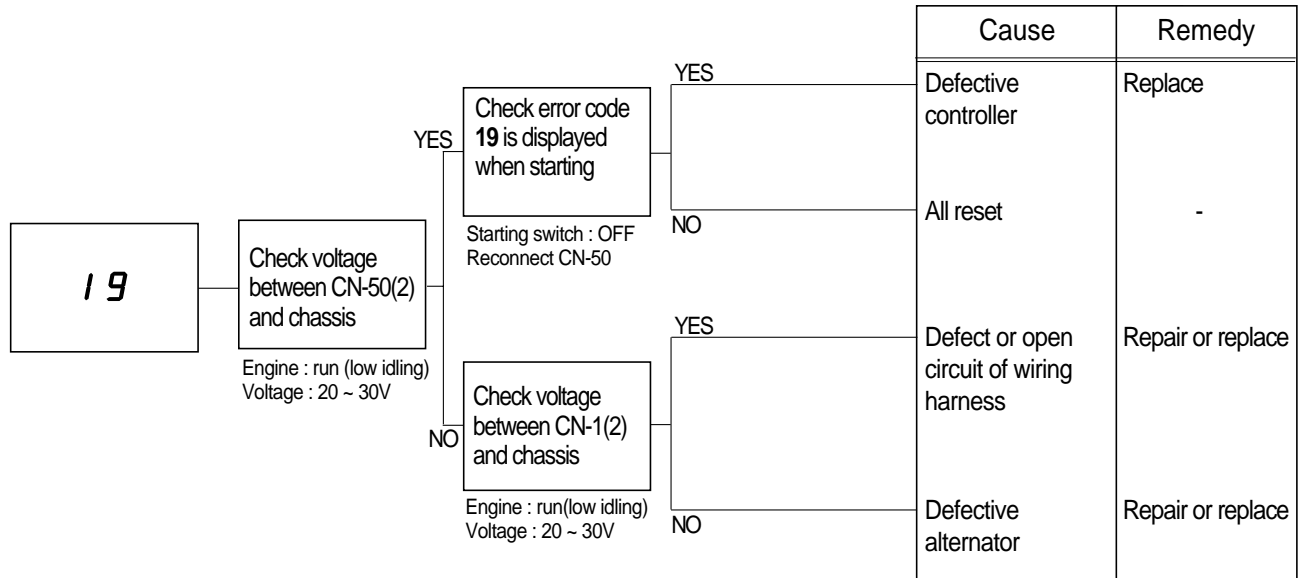 19
Check voltage
between CN-50(2)
and chassis
Engine : run (low idling)
Voltage : 20 ~ 30V
YES
Check error code
19 is displayed
when starting
Starting switch : OFF
Reconnect CN-50
NO
Check voltage
between CN-1(2)
and chassis
Engine : run(low idling)
Voltage : 20 ~ 30V
Cause Remedy
YES
Defective Replace
controller
NO
All reset -
YES
Defect or open Repair or replace
circuit of wiring
harness
NO
Defective Repair or replace
alternator